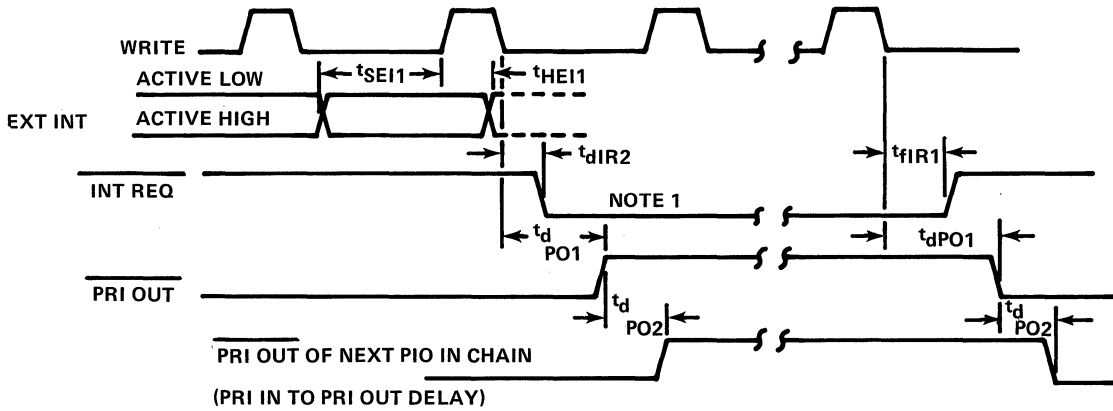 WRITE
tSEI1
tHEI1
ACTIVE LOW
EXT INT
ACTIVE HIGH
tdIR2
tfIR1
INT REQ
NOTE 1
td PO1
tdPO1
PRI OUT
td PO2
td PO2
PRI OUT OF NEXT PIO IN CHAIN
(PRI IN TO PRI OUT DELAY)